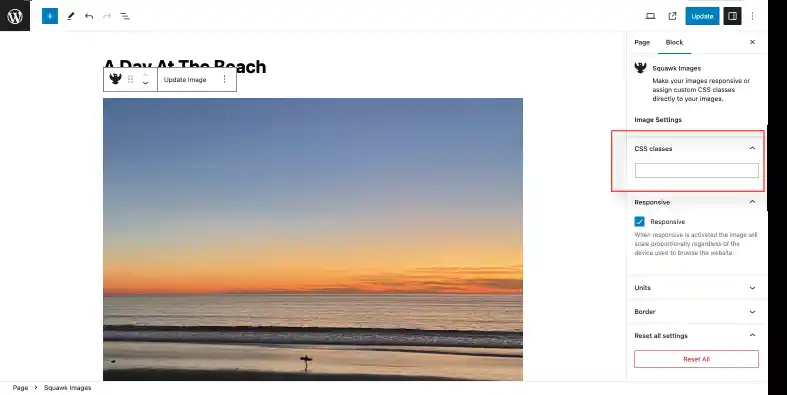 Update
Page Block
A Day At The Beach
Update Image
Squawk Images
Make your images responsive or
assign custom CSS classes
directly to your images.
Image Settings
CSS classes
Responsive
Responsive
When responsive is activated the image will
scale proportionally regardless of the
device used to browse the website.
Units
Border
Reset all settings
Reset All
Page > Squawk Images